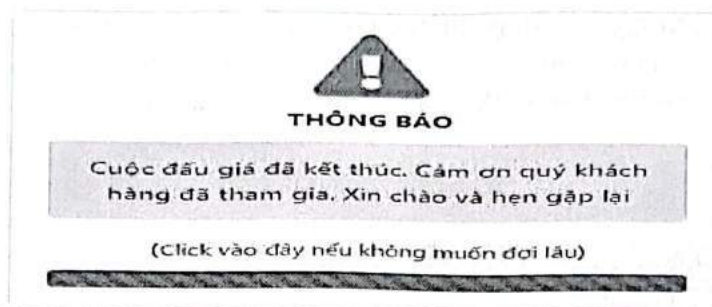 THÔNG BÁO
Cuộc đấu giá đã kết thúc. Cảm ơn quý khách
hàng đã tham gia. Xin chào và hẹn gặp lại
(Click vào đây nếu không muốn đợi lâu)